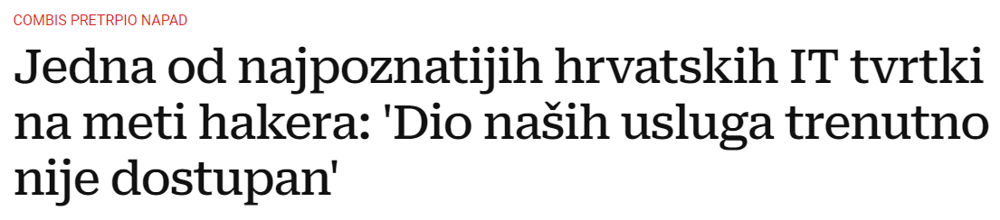 COMBIS PRETRPIO NAPAD
Jedna od najpoznatijih hrvatskih IT tvrtki
na meti hakera: 'Dio naših usluga trenutno
nije dostupan'